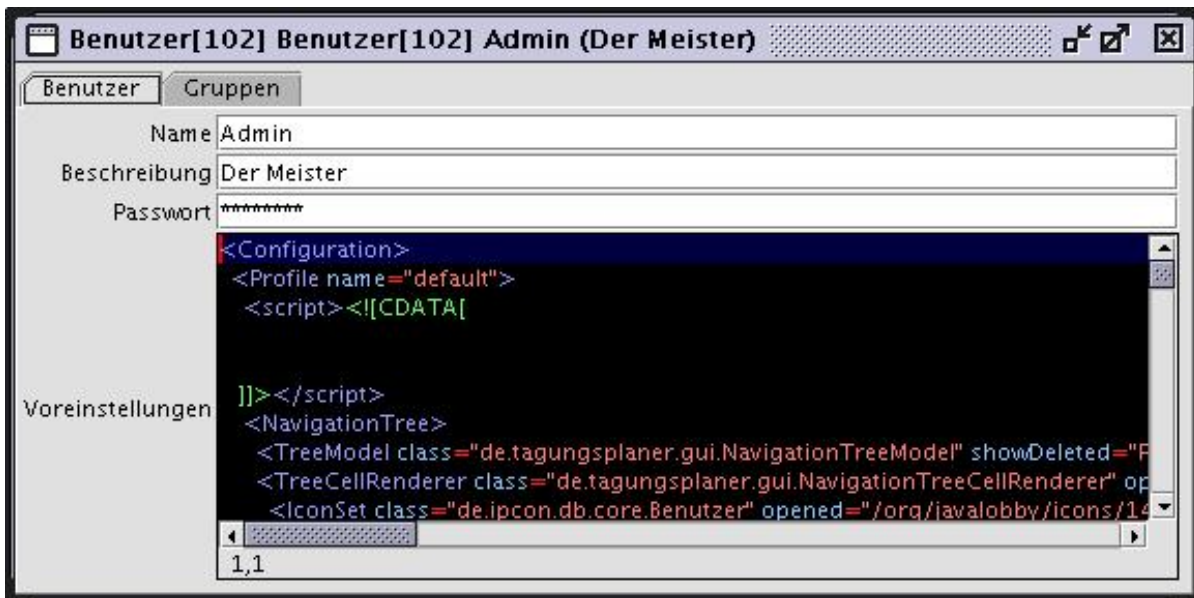 Benutzer[102] Benutzer[102] Admin (Der Meister)
Benutzer Gruppen
Name Admin
Beschreibung Der Meister
Passwort ********
Voreinstellungen
<Configuration>
<Profile name="default">
<script><![CDATA[
]]></script>
<NavigationTree>
<TreeModel class="de.tagungsplaner.gui.NavigationTreeModel" showDeleted="F
<TreeCellRenderer class="de.tagungsplaner.gui.NavigationTreeCellRenderer" op
<IconSet class="de.ipcon.db.core.Benutzer" opened="/org/javalobby/icons/14
1,1